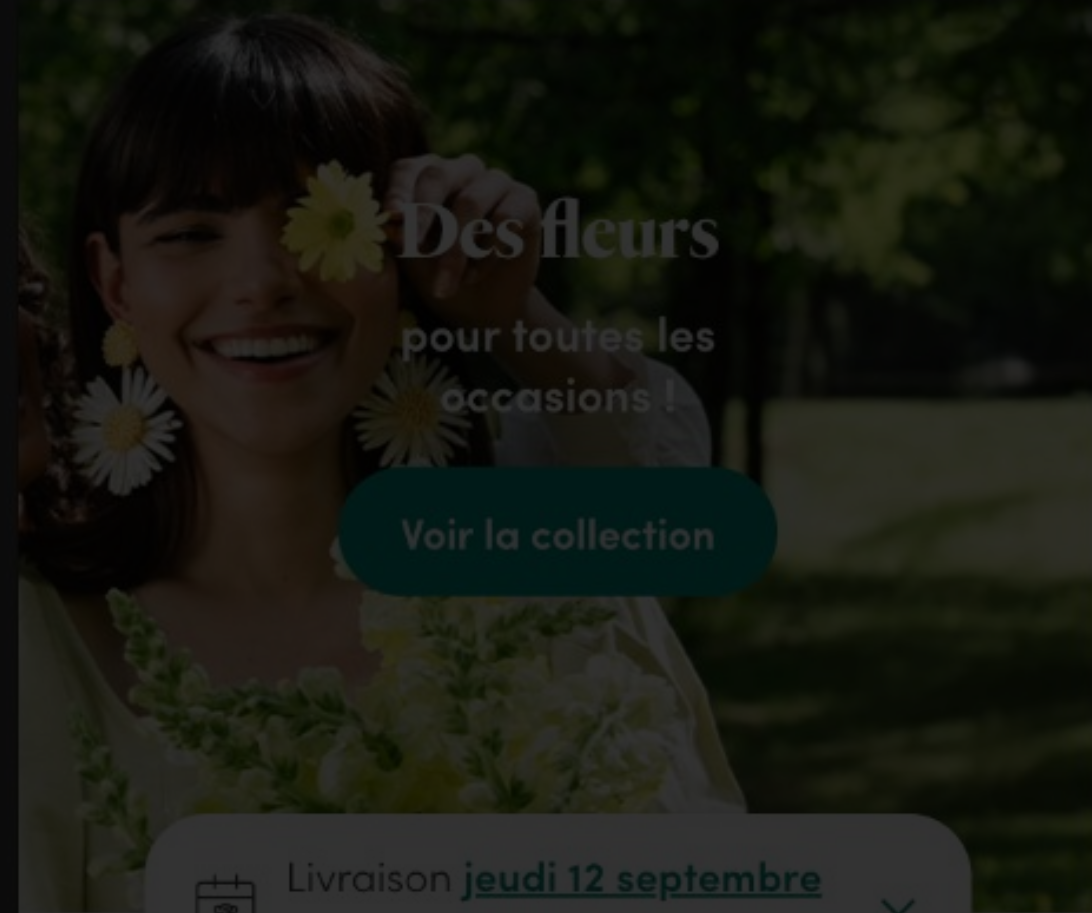 Des fleurs
pour toutes les
occasions !
Voir la collection
Livraison jeudi 12 septembre